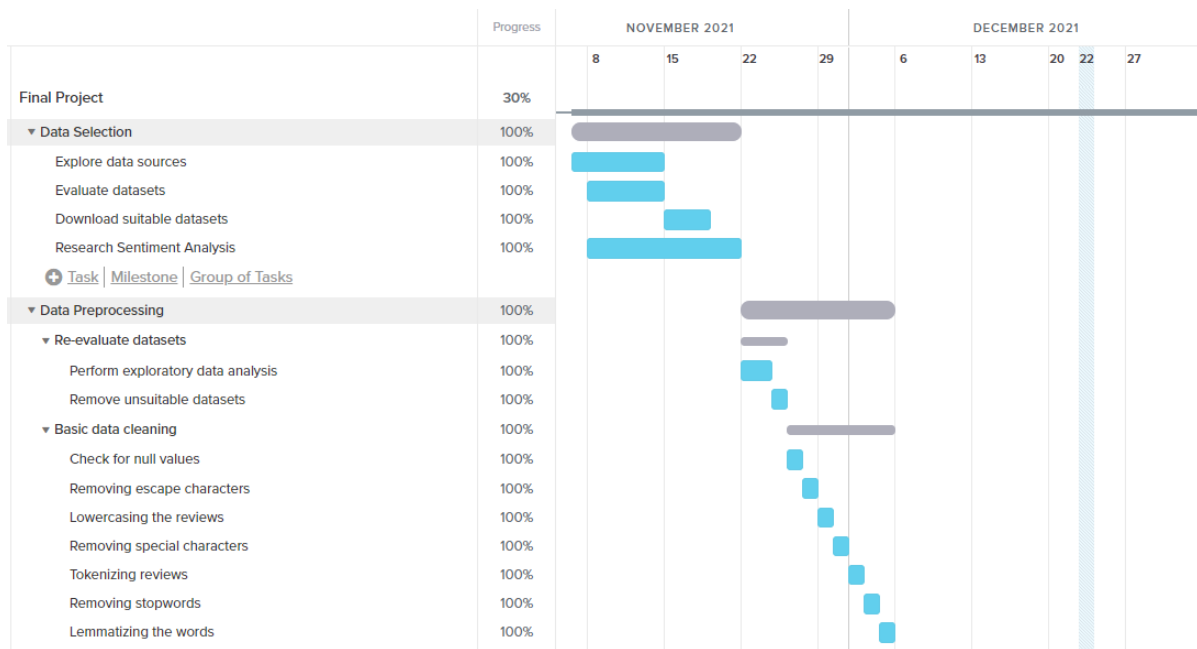 Progress NOVEMBER 2021 DECEMBER 2021
8 15 22 29 6 13 20 22 27
Final Project 30%
Data Selection 100%
Explore data sources 100%
Evaluate datasets 100%
Download suitable datasets 100%
Research Sentiment Analysis 100%
Task Milestone Group of Tasks
Data Preprocessing 100%
Re-evaluate datasets 100%
Perform exploratory data analysis 100%
Remove unsuitable datasets 100%
Basic data cleaning 100%
Check for null values 100%
Removing escape characters 100%
Lowercasing the reviews 100%
Removing special characters 100%
Tokenizing reviews 100%
Removing stopwords 100%
Lemmatizing the words 100%